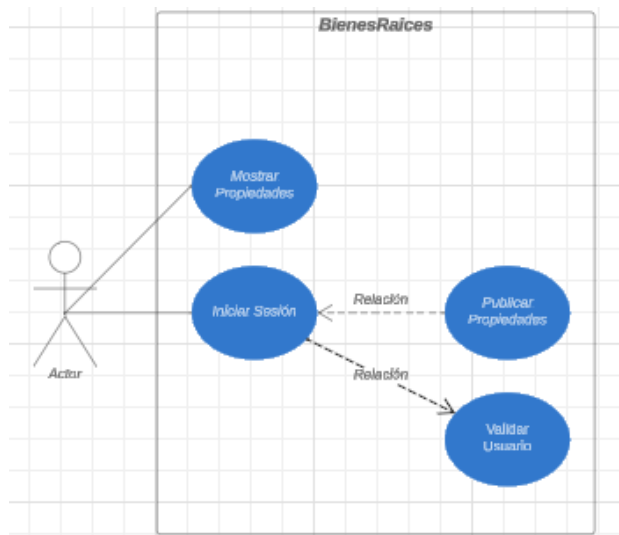 BienesRaices
Mostrar
Propiedades
Iniciar Sesión
Relación
Publicar
Propiedades
Relación
Actor
Validar
Usuario